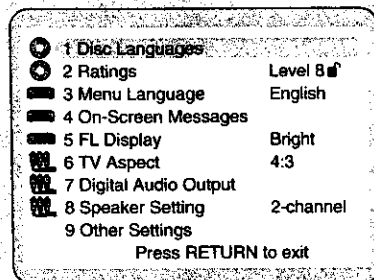 1 Disc Languages
2 Ratings Level 8
3 Menu Language English
4 On-Screen Messages
5 FL Display Bright
6 TV Aspect 4:3
7 Digital Audio Output
8 Speaker Setting 2-channel
9 Other Settings
Press RETURN to exit